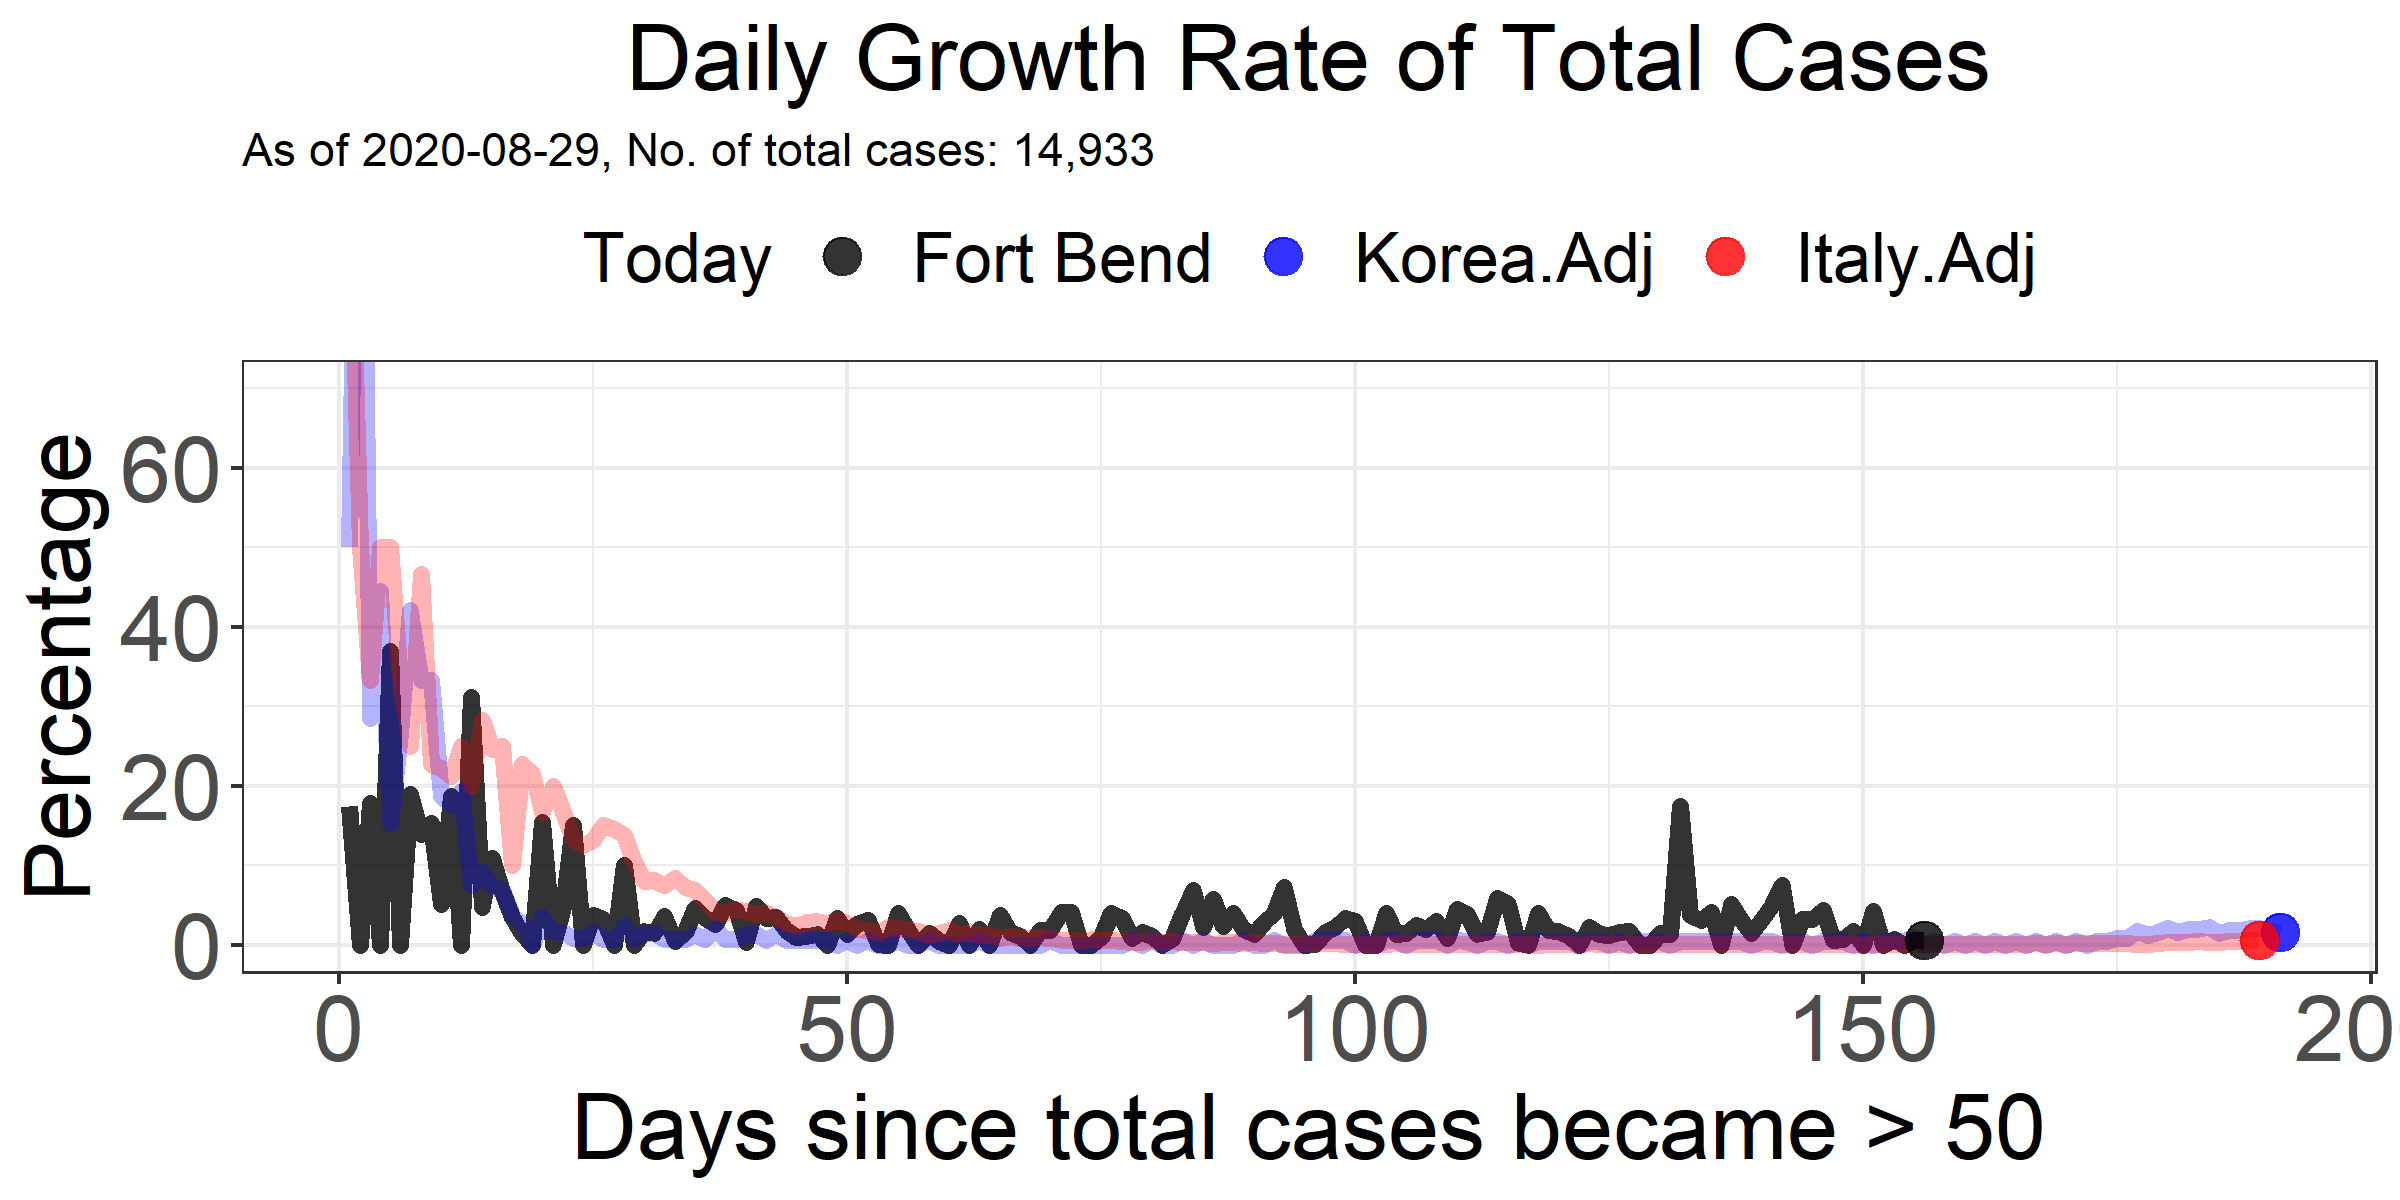 Daily Growth Rate of Total Cases
As of 2020-08-29, No. of total cases: 14,933
Today Fort Bend Korea.Adj Italy.Adj
Percentage
60
40
20
0
0 50 100 150 20
Days since total cases became > 50